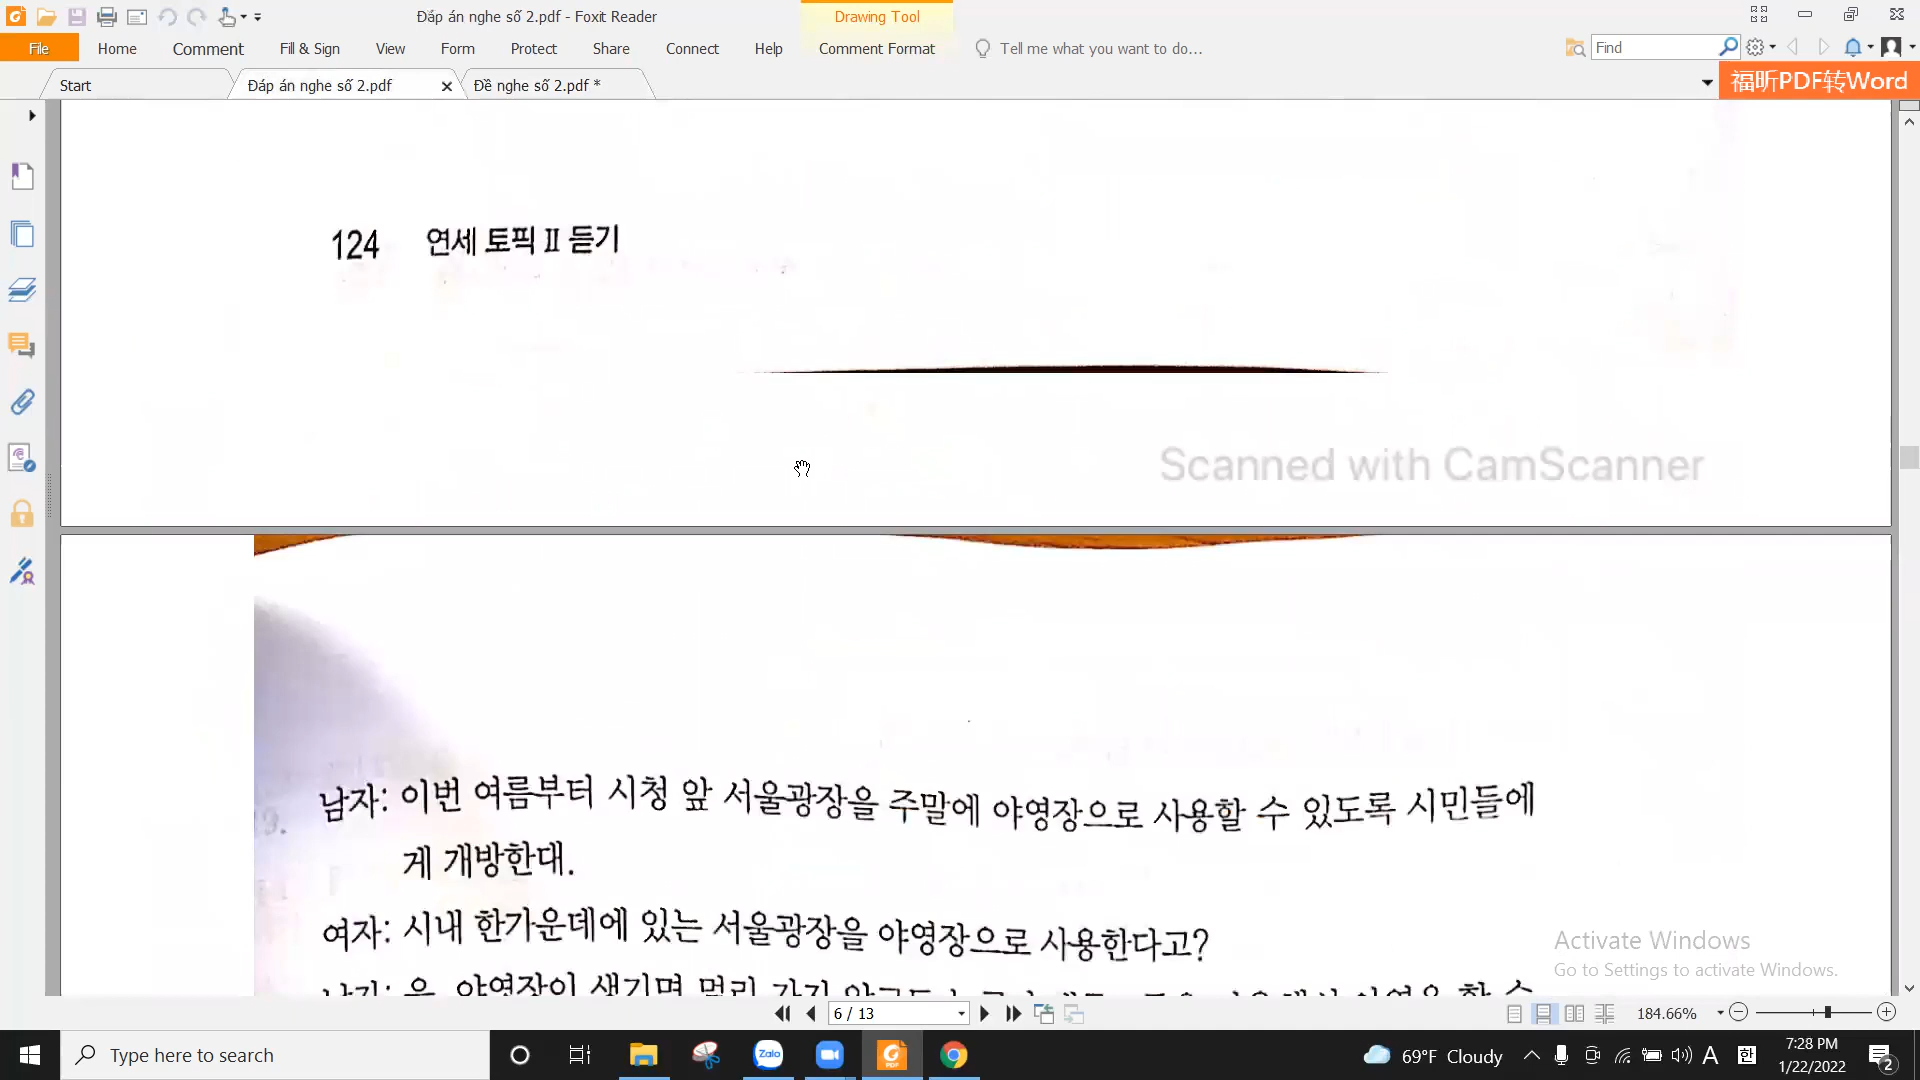 Đáp án nghe số 2.pdf - Foxit Reader
Drawing Tool
File Home Comment Fill & Sign View Form Protect Share Connect Help Comment Format Tell me what you want to do... Find
Start Đáp án nghe số 2.pdf Đề nghe số 2.pdf *
福昕PDF转Word
124 연세 토픽 II 듣기
Scanned with CamScanner
남자: 이번 여름부터 시청 앞 서울광장을 주말에 야영장으로 사용할 수 있도록 시민들에
게 개방한대.
여자: 시내 한가운데에 있는 서울광장을 야영장으로 사용한다고?
Activate Windows
Go to Settings to activate Windows.
6 / 13
184.66%
Type here to search
Zalo
69°F Cloudy
A 한
7:28 PM
1/22/2022
2